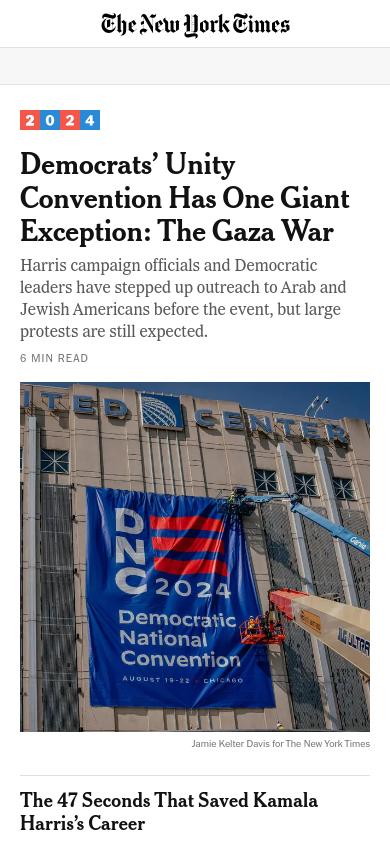 The New York Times
2024
Democrats’ Unity
Convention Has One Giant
Exception: The Gaza War
Harris campaign officials and Democratic
leaders have stepped up outreach to Arab and
Jewish Americans before the event, but large
protests are still expected.
6 MIN READ
ITED CENTER
DNC
2024
Democratic
National
Convention
AUGUST 19-22 · CHICAGO
Genie
JLG ULTRA
Jamie Kelter Davis for The New York Times
The 47 Seconds That Saved Kamala
Harris’s Career